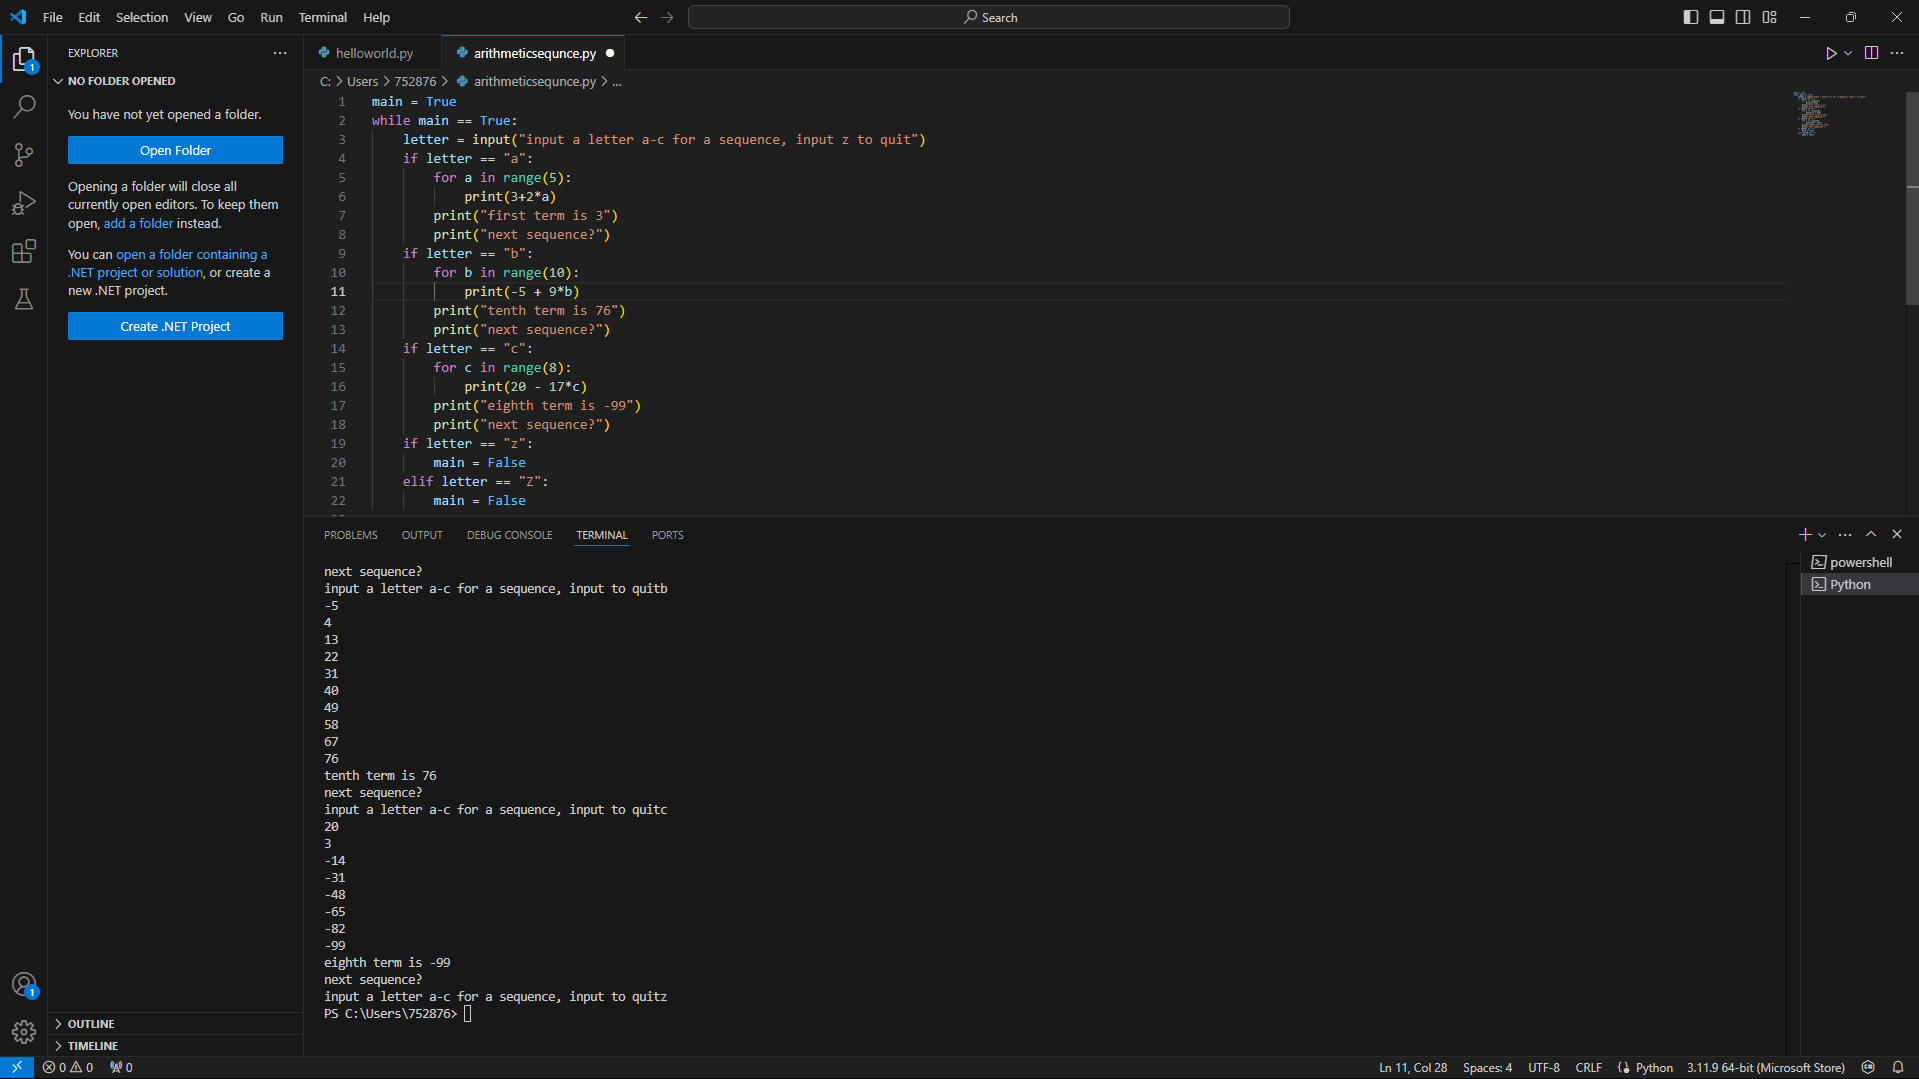 File Edit Selection View Go Run Terminal Help
Search
EXPLORER
helloworld.py
arithmeticsequnce.py
NO FOLDER OPENED
C: > Users > 752876 > arithmeticsequnce.py > ...
You have not yet opened a folder.
Open Folder
Opening a folder will close all
currently open editors. To keep them
open, add a folder instead.
You can open a folder containing a
.NET project or solution, or create a
new .NET project.
Create .NET Project
1 main = True
2 while main == True:
3 letter = input("input a letter a-c for a sequence, input z to quit")
4 if letter == "a":
5 for a in range(5):
6 print(3+2*a)
7 print("first term is 3")
8 print("next sequence?")
9 if letter == "b":
10 for b in range(10):
11 print(-5 + 9*b)
12 print("tenth term is 76")
13 print("next sequence?")
14 if letter == "c":
15 for c in range(8):
16 print(20 - 17*c)
17 print("eighth term is -99")
18 print("next sequence?")
19 if letter == "z":
20 main = False
21 elif letter == "Z":
22 main = False
PROBLEMS OUTPUT DEBUG CONSOLE TERMINAL PORTS
powershell
Python
next sequence?
input a letter a-c for a sequence, input to quitb
-5
4
13
22
31
40
49
58
67
76
tenth term is 76
next sequence?
input a letter a-c for a sequence, input to quitc
20
3
-14
-31
-48
-65
-82
-99
eighth term is -99
next sequence?
input a letter a-c for a sequence, input to quitz
PS C:\Users\752876>
1
1
OUTLINE
TIMELINE
0 0 0
Ln 11, Col 28 Spaces: 4 UTF-8 CRLF Python 3.11.9 64-bit (Microsoft Store)